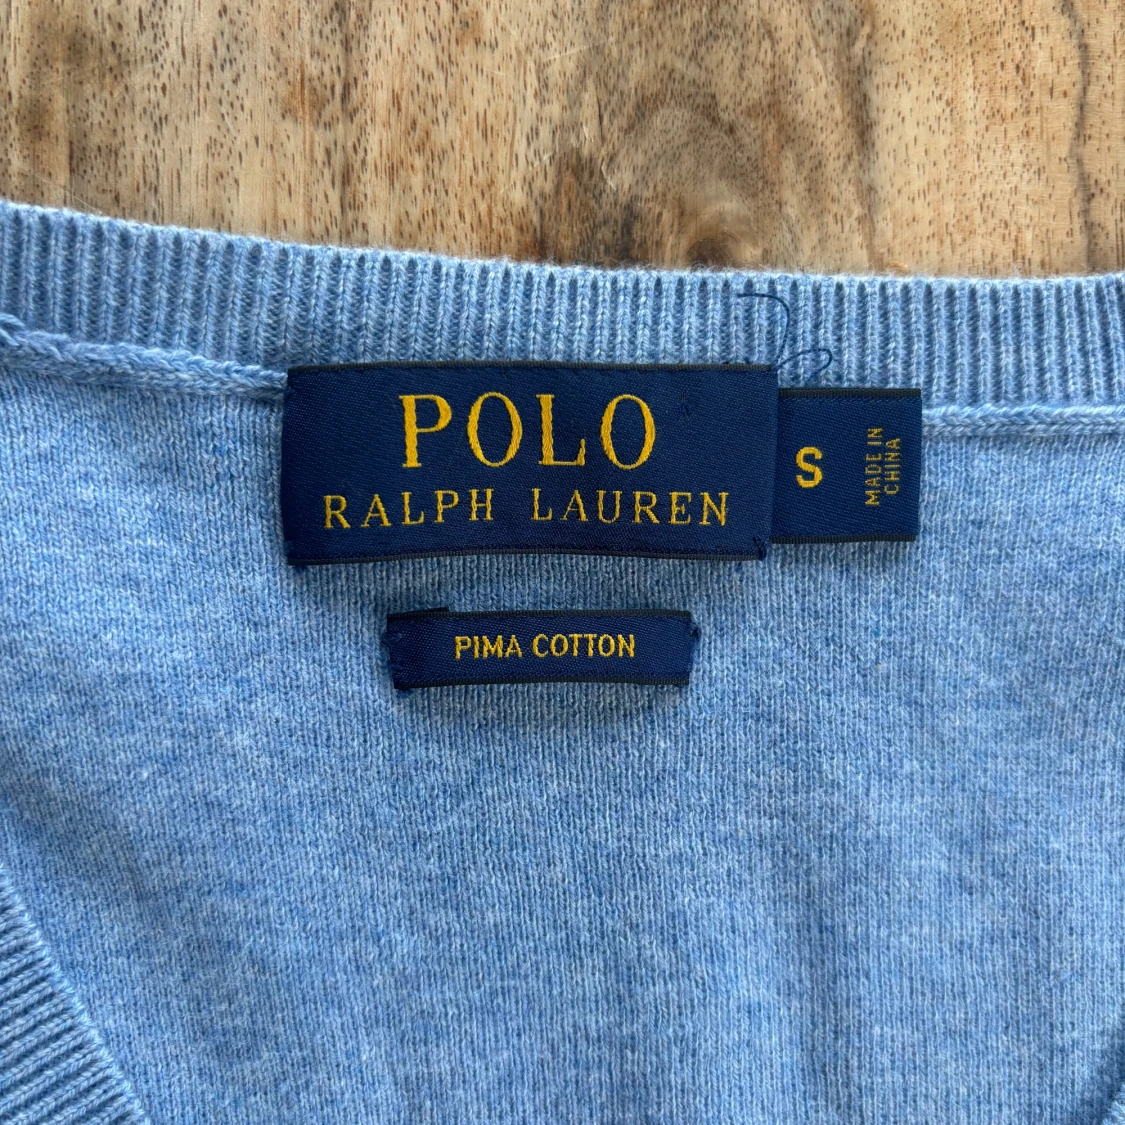 POLO
RALPH LAUREN
S
MADE IN
CHINA
PIMA COTTON